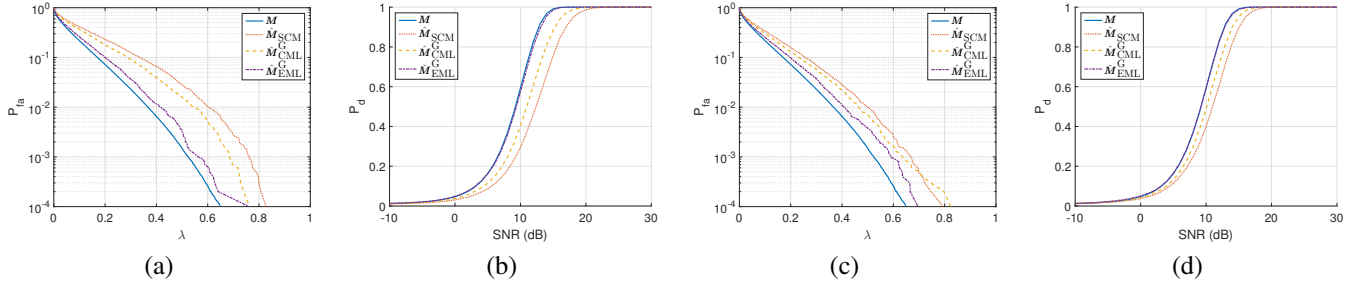 10^0
10^-1
10^-2
10^-3
10^-4
P_fa
0 0.2 0.4 0.6 0.8 1
λ
M
M̂_SCM
M̂^G_CML
M̂^G_EML
(a)
1
0.8
0.6
0.4
0.2
0
P_d
-10 0 10 20 30
SNR (dB)
M
M̂_SCM
M̂^G_CML
M̂^G_EML
(b)
10^0
10^-1
10^-2
10^-3
10^-4
P_fa
0 0.2 0.4 0.6 0.8 1
λ
M
M̂_SCM
M̂^G_CML
M̂^G_EML
(c)
1
0.8
0.6
0.4
0.2
0
P_d
-10 0 10 20 30
SNR (dB)
M
M̂_SCM
M̂^G_CML
M̂^G_EML
(d)